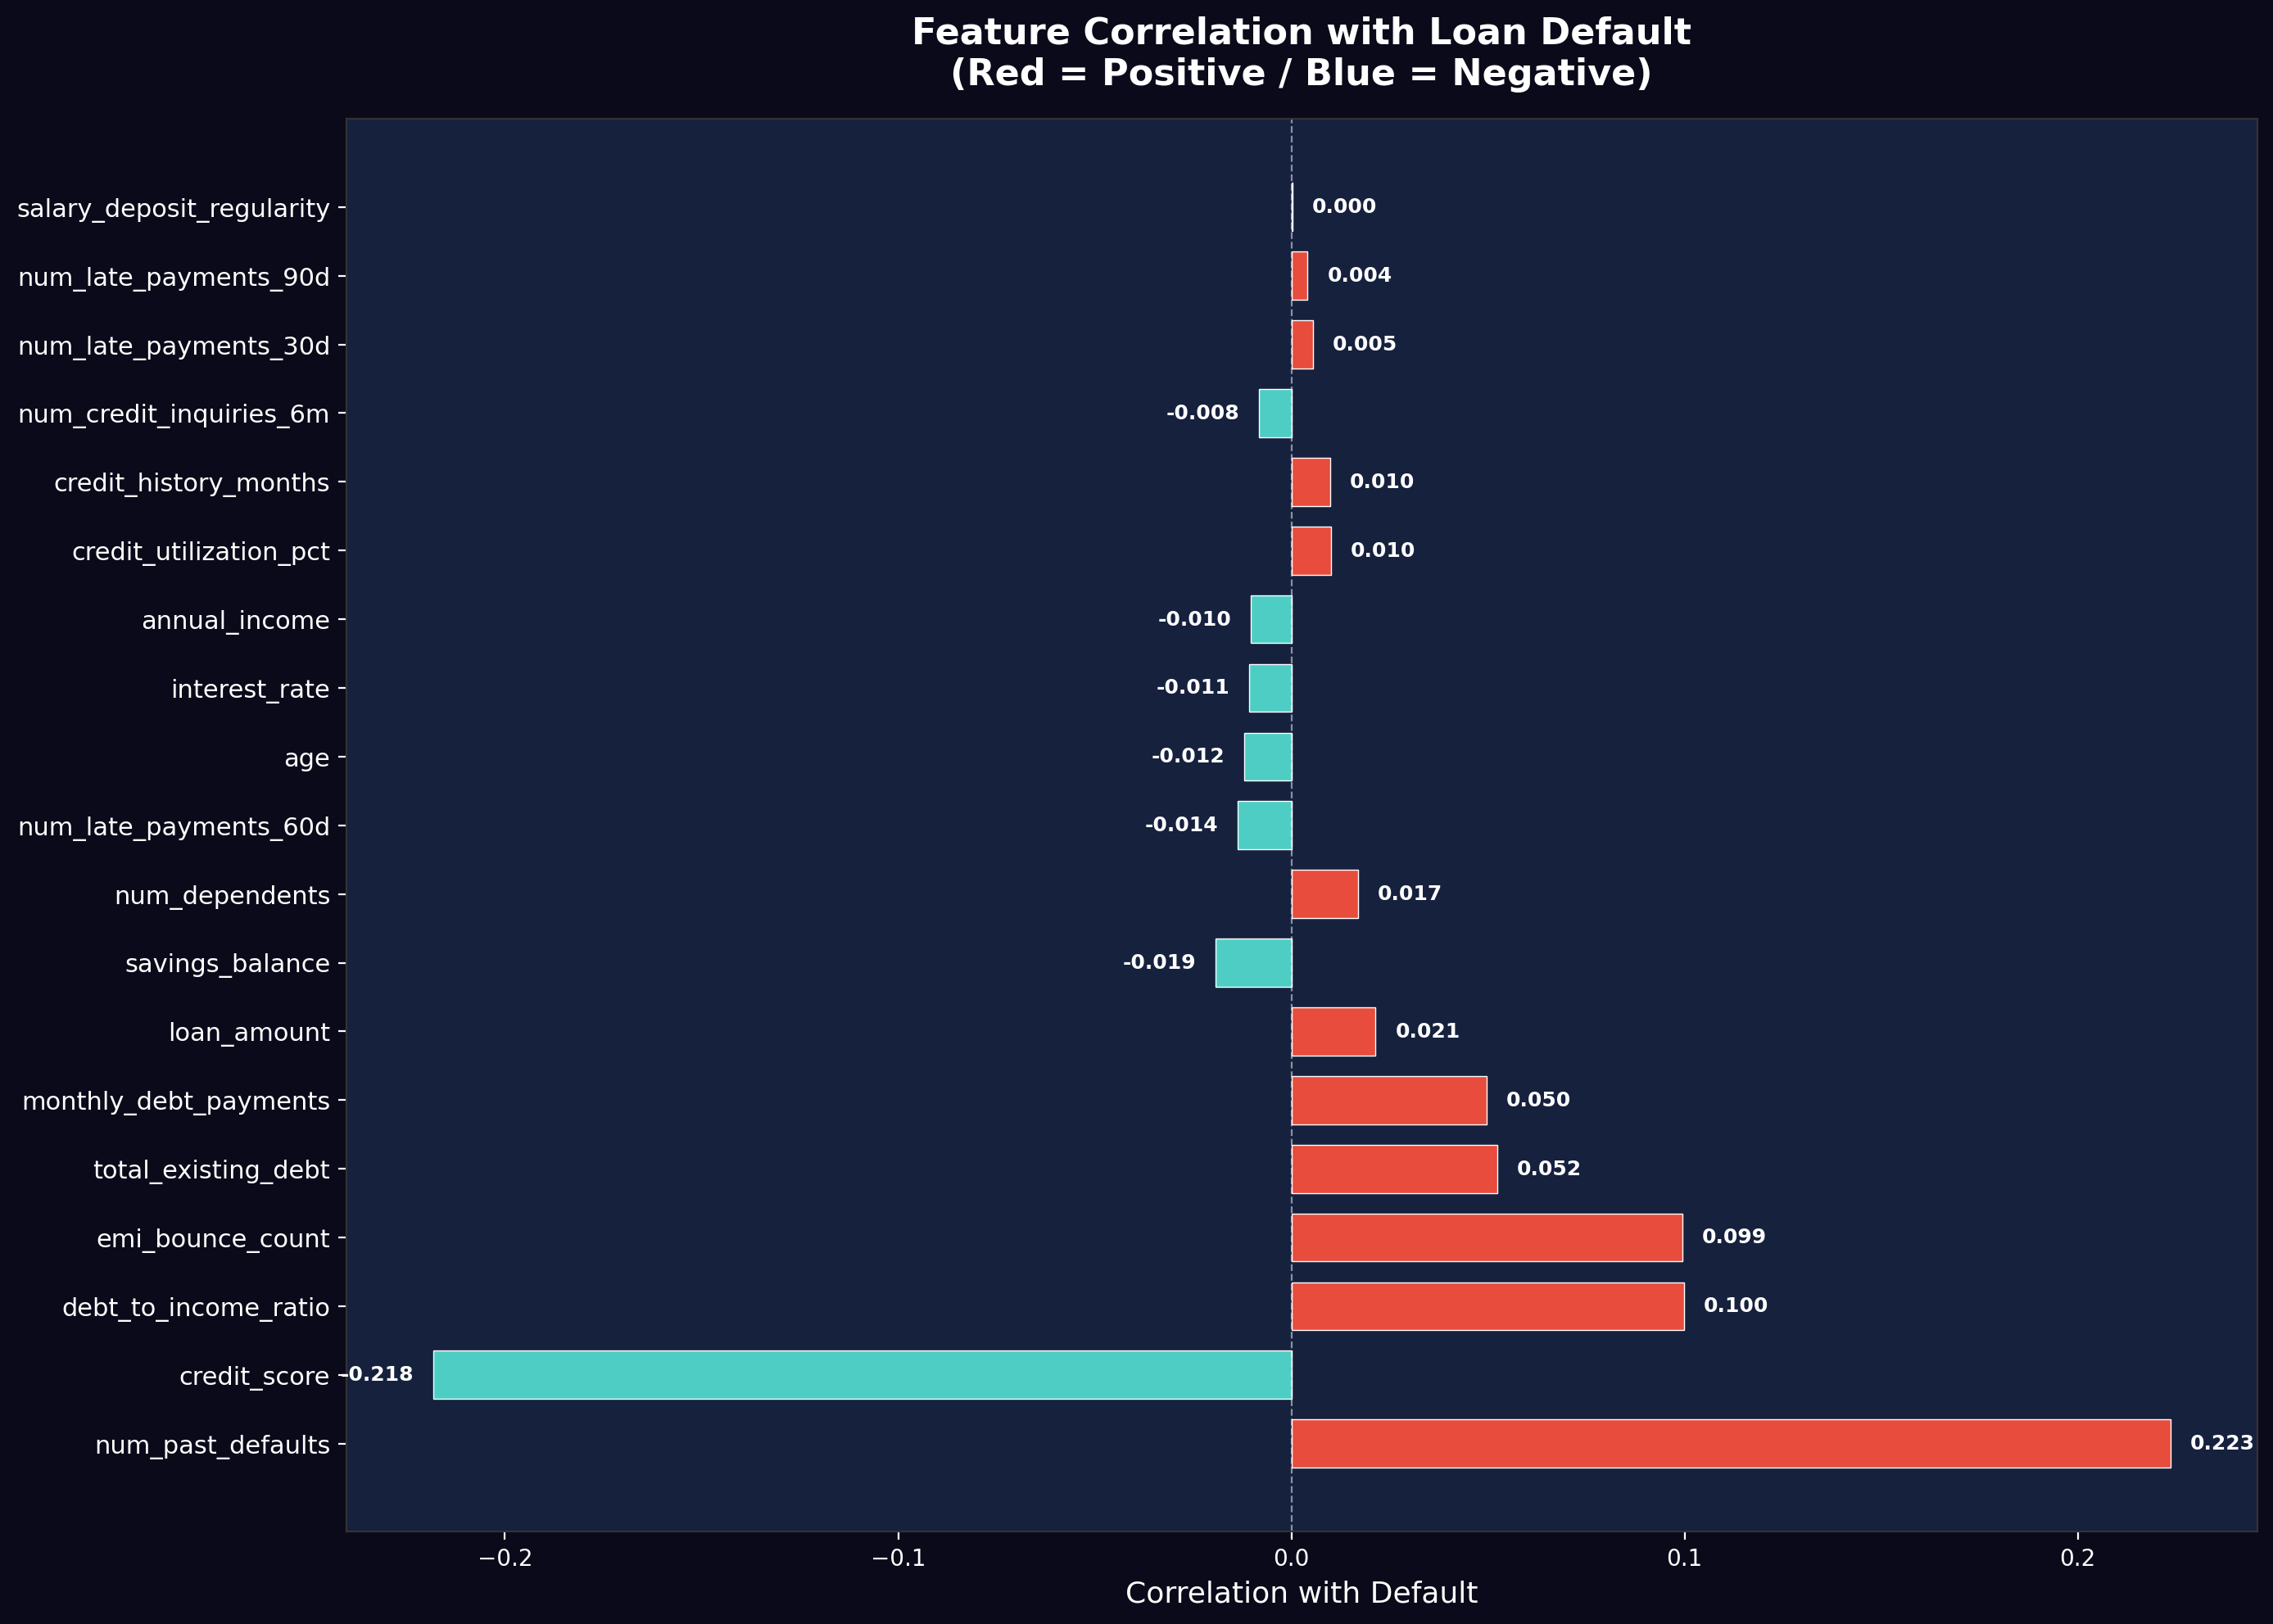 Feature Correlation with Loan Default
(Red = Positive / Blue = Negative)
salary_deposit_regularity 0.000
num_late_payments_90d 0.004
num_late_payments_30d 0.005
num_credit_inquiries_6m -0.008
credit_history_months 0.010
credit_utilization_pct 0.010
annual_income -0.010
interest_rate -0.011
age -0.012
num_late_payments_60d -0.014
num_dependents 0.017
savings_balance -0.019
loan_amount 0.021
monthly_debt_payments 0.050
total_existing_debt 0.052
emi_bounce_count 0.099
debt_to_income_ratio 0.100
credit_score -0.218
num_past_defaults 0.223
−0.2 −0.1 0.0 0.1 0.2
Correlation with Default